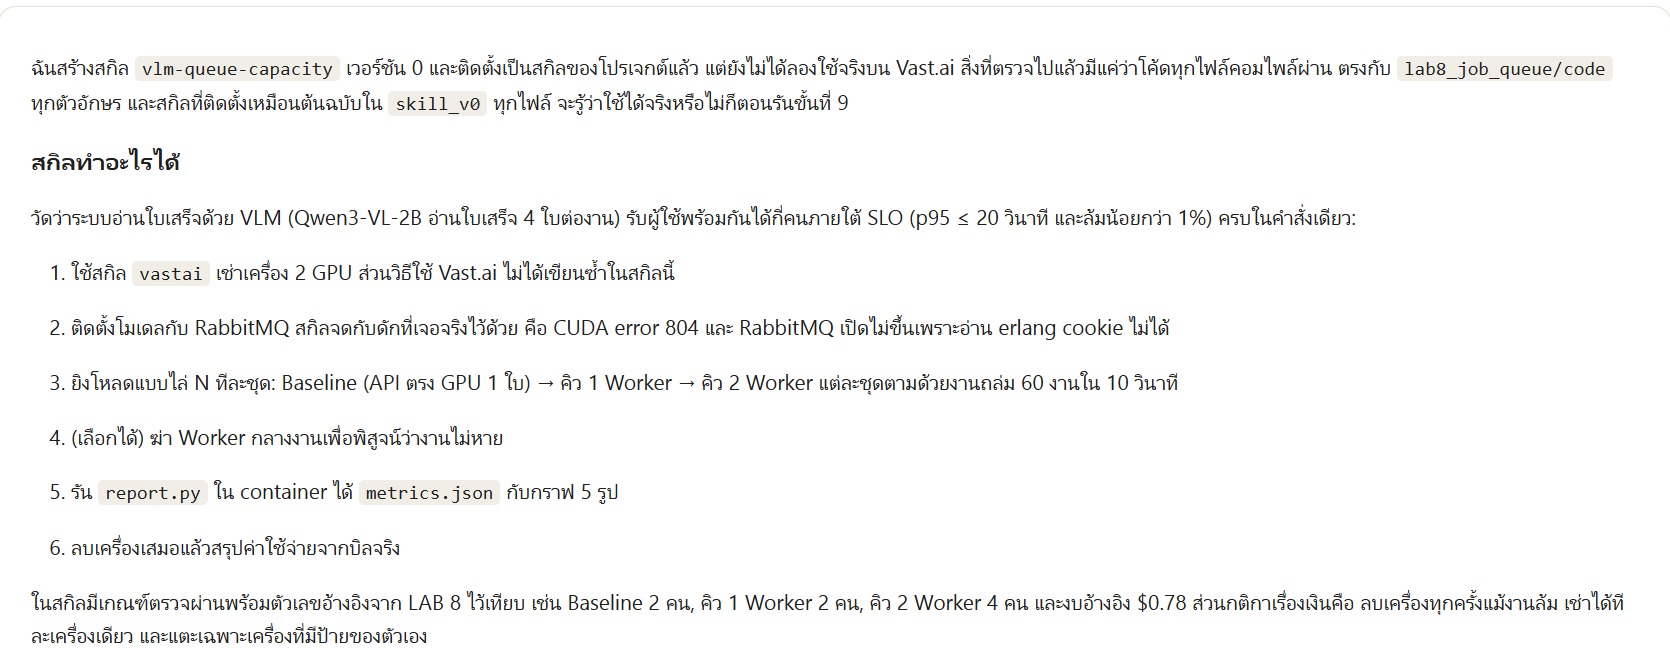 ฉันสร้างสกิล vlm-queue-capacity เวอร์ชัน 0 และติดตั้งเป็นสกิลของโปรเจกต์แล้ว แต่ยังไม่ได้ลองใช้จริงบน Vast.ai สิ่งที่ตรวจไปแล้วมีแค่ว่าโค้ดทุกไฟล์คอมไพล์ผ่าน ตรงกับ lab8_job_queue/code
ทุกตัวอักษร และสกิลที่ติดตั้งเหมือนต้นฉบับใน skill_v0 ทุกไฟล์ จะรู้ว่าใช้ได้จริงหรือไม่ก็ตอนรันขั้นที่ 9
สกิลทำอะไรได้
วัดว่าระบบอ่านใบเสร็จด้วย VLM (Qwen3-VL-2B อ่านใบเสร็จ 4 ใบต่องาน) รับผู้ใช้พร้อมกันได้กี่คนภายใต้ SLO (p95 ≤ 20 วินาที และล้มน้อยกว่า 1%) ครบในคำสั่งเดียว:
1. ใช้สกิล vastai เช่าเครื่อง 2 GPU ส่วนวิธีใช้ Vast.ai ไม่ได้เขียนซ้ำในสกิลนี้
2. ติดตั้งโมเดลกับ RabbitMQ สกิลจดกับดักที่เจอจริงไว้ด้วย คือ CUDA error 804 และ RabbitMQ เปิดไม่ขึ้นเพราะอ่าน erlang cookie ไม่ได้
3. ยิงโหลดแบบไล่ N ทีละชุด: Baseline (API ตรง GPU 1 ใบ) → คิว 1 Worker → คิว 2 Worker แต่ละชุดตามด้วยงานถล่ม 60 งานใน 10 วินาที
4. (เลือกได้) ฆ่า Worker กลางงานเพื่อพิสูจน์ว่างานไม่หาย
5. รัน report.py ใน container ได้ metrics.json กับกราฟ 5 รูป
6. ลบเครื่องเสมอแล้วสรุปค่าใช้จ่ายจากบิลจริง
ในสกิลมีเกณฑ์ตรวจผ่านพร้อมตัวเลขอ้างอิงจาก LAB 8 ไว้เทียบ เช่น Baseline 2 คน, คิว 1 Worker 2 คน, คิว 2 Worker 4 คน และงบอ้างอิง $0.78 ส่วนกติกาเรื่องเงินคือ ลบเครื่องทุกครั้งแม้งานล้ม เช่าได้ที
ละเครื่องเดียว และแตะเฉพาะเครื่องที่มีป้ายของตัวเอง